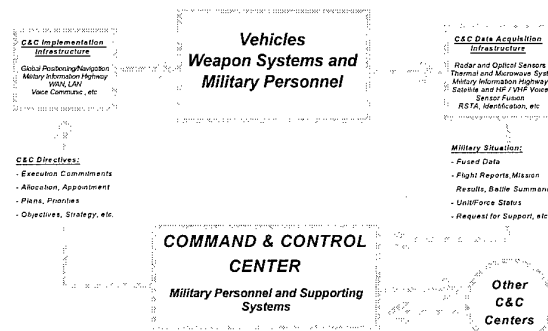 C&C Implementation
Infrastructure
Global Positioning/Navigation
Military Information Highway
WAN, LAN
Voice Communic., etc
Vehicles
Weapon Systems and
Military Personnel
C&C Data Acquisition
Infrastructure
Radar and Optical Sensors
Thermal and Microwave Syst
Military Information Highway
Satellite and HF / VHF Voice
Sensor Fusion
RSTA, Identification, etc
C&C Directives:
- Execution Commitments
- Allocation, Appointment
- Plans, Priorities
- Objectives, Strategy, etc.
Military Situation:
- Fused Data
- Flight Reports, Mission
Results, Battle Summari
- Unit/Force Status
- Request for Support, etc
COMMAND & CONTROL
CENTER
Military Personnel and Supporting
Systems
Other
C&C
Centers